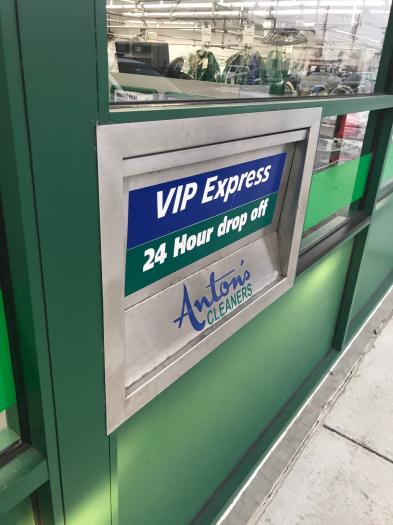 VIP Express
24 Hour drop off
Anton's
CLEANERS